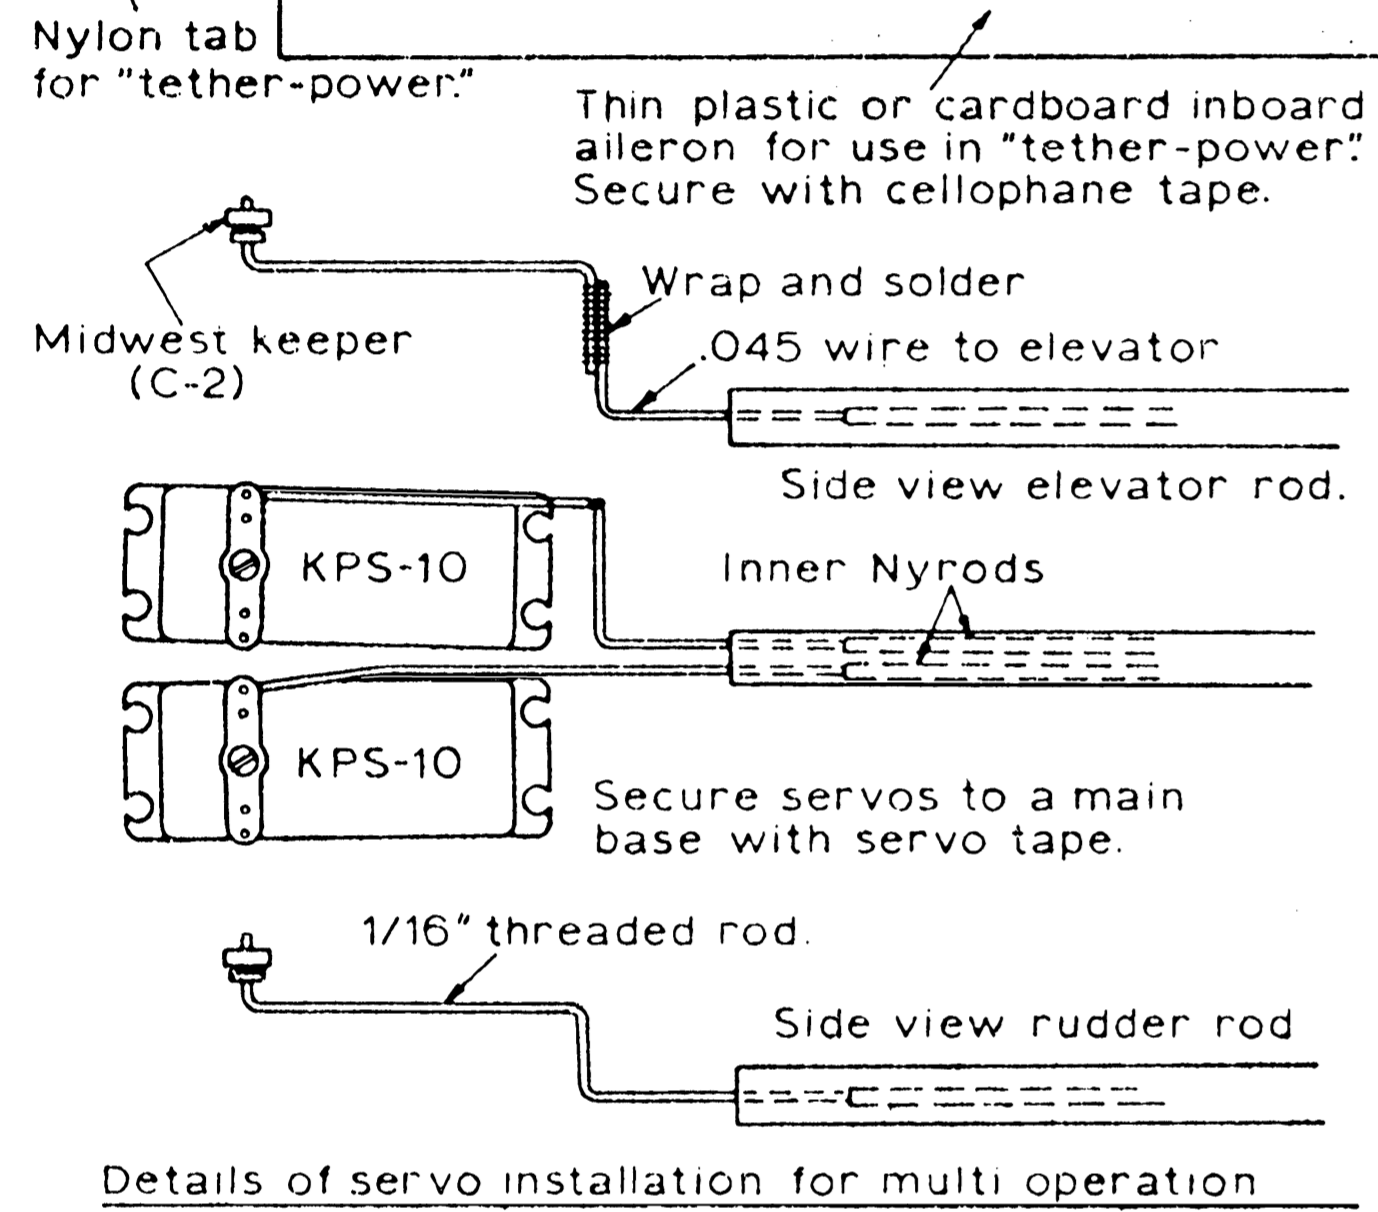 Nylon tab
for "tether-power."
Thin plastic or cardboard inboard
aileron for use in "tether-power."
Secure with cellophane tape.
Wrap and solder
Midwest keeper
(C-2)
.045 wire to elevator
Side view elevator rod.
KPS-10
Inner Nyrods
KPS-10
Secure servos to a main
base with servo tape.
1/16" threaded rod.
Side view rudder rod
Details of servo installation for multi operation